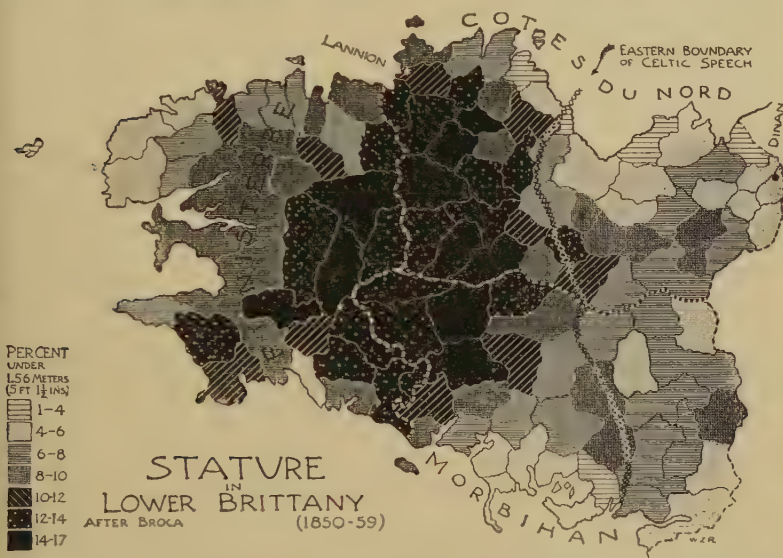 COTES DU NORD
LANNION
EASTERN BOUNDARY
OF CELTIC SPEECH
DINAN
FINISTERE
PERCENT
UNDER
1.56 METERS
(5 FT 1½ INS)
1-4
4-6
6-8
8-10
10-12
12-14
14-17
STATURE
IN
LOWER BRITTANY
AFTER BROCA (1850-59)
MORBIHAN
W.Z.R.